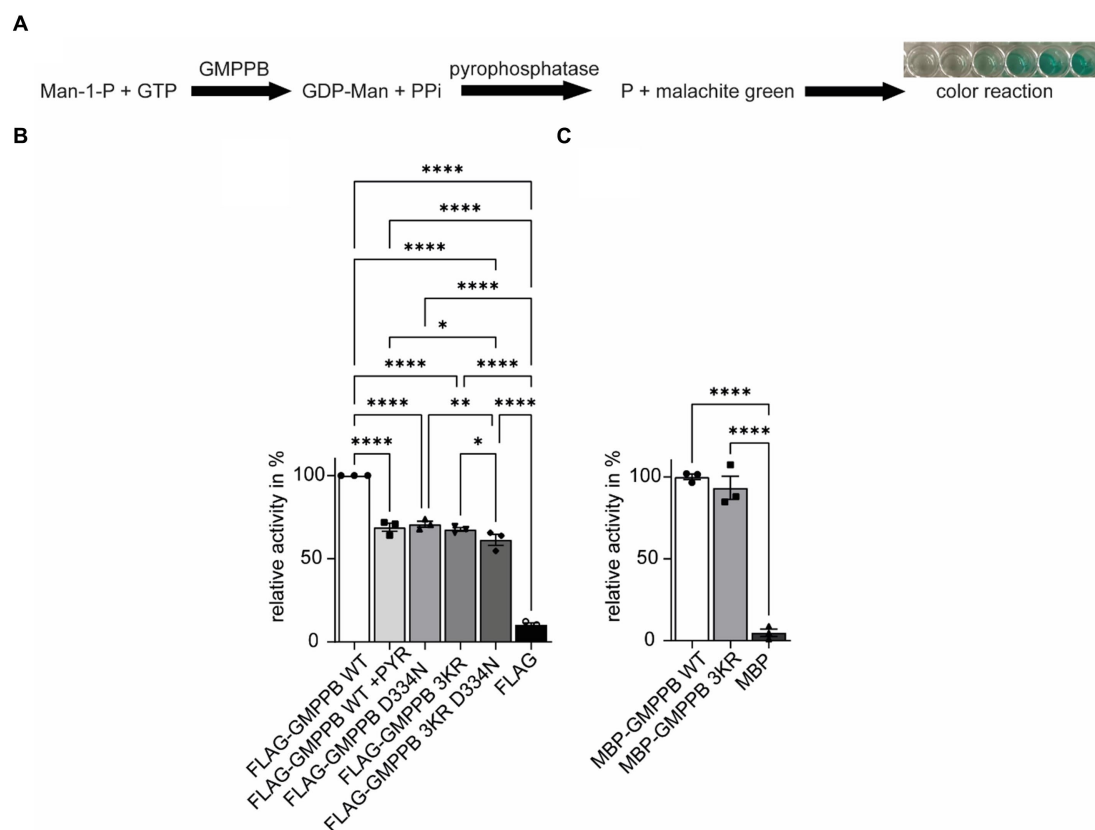 A
Man-1-P + GTP
GMPPB
GDP-Man + PPi
pyrophosphatase
P + malachite green
color reaction
B
****
****
****
****
*
****
****
****
**
****
****
*
relative activity in %
100
50
0
FLAG-GMPPB WT
FLAG-GMPPB WT +PYR
FLAG-GMPPB D334N
FLAG-GMPPB 3KR
FLAG-GMPPB 3KR D334N
FLAG
C
****
****
relative activity in %
100
50
0
MBP-GMPPB WT
MBP-GMPPB 3KR
MBP